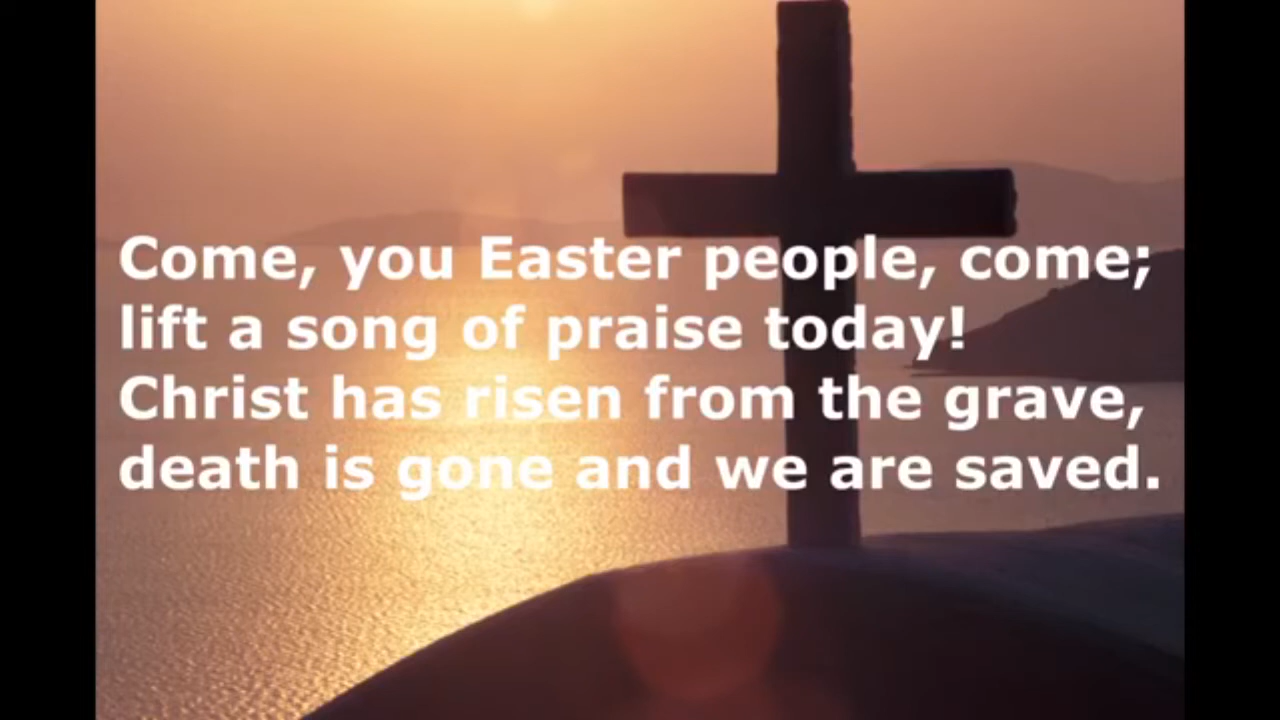 Come, you Easter people, come;
lift a song of praise today!
Christ has risen from the grave,
death is gone and we are saved.